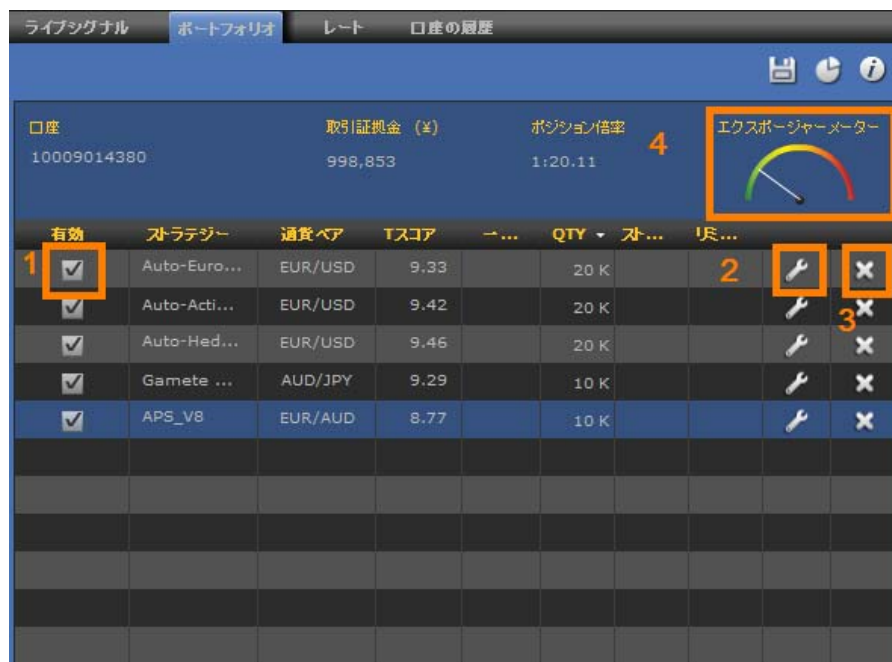 ライブシグナル ポートフォリオ レート 口座の履歴
口座 取引証拠金 (¥) ポジション倍率 4 エクスポージャーメーター
10009014380 998,853 1:20.11
有効 ストラテジー 通貨ペア Tスコア ー... QTY スト... リミ...
1 Auto-Euro... EUR/USD 9.33 20 K 2
Auto-Acti... EUR/USD 9.42 20 K 3
Auto-Hed... EUR/USD 9.46 20 K
Gamete ... AUD/JPY 9.29 10 K
APS_V8 EUR/AUD 8.77 10 K